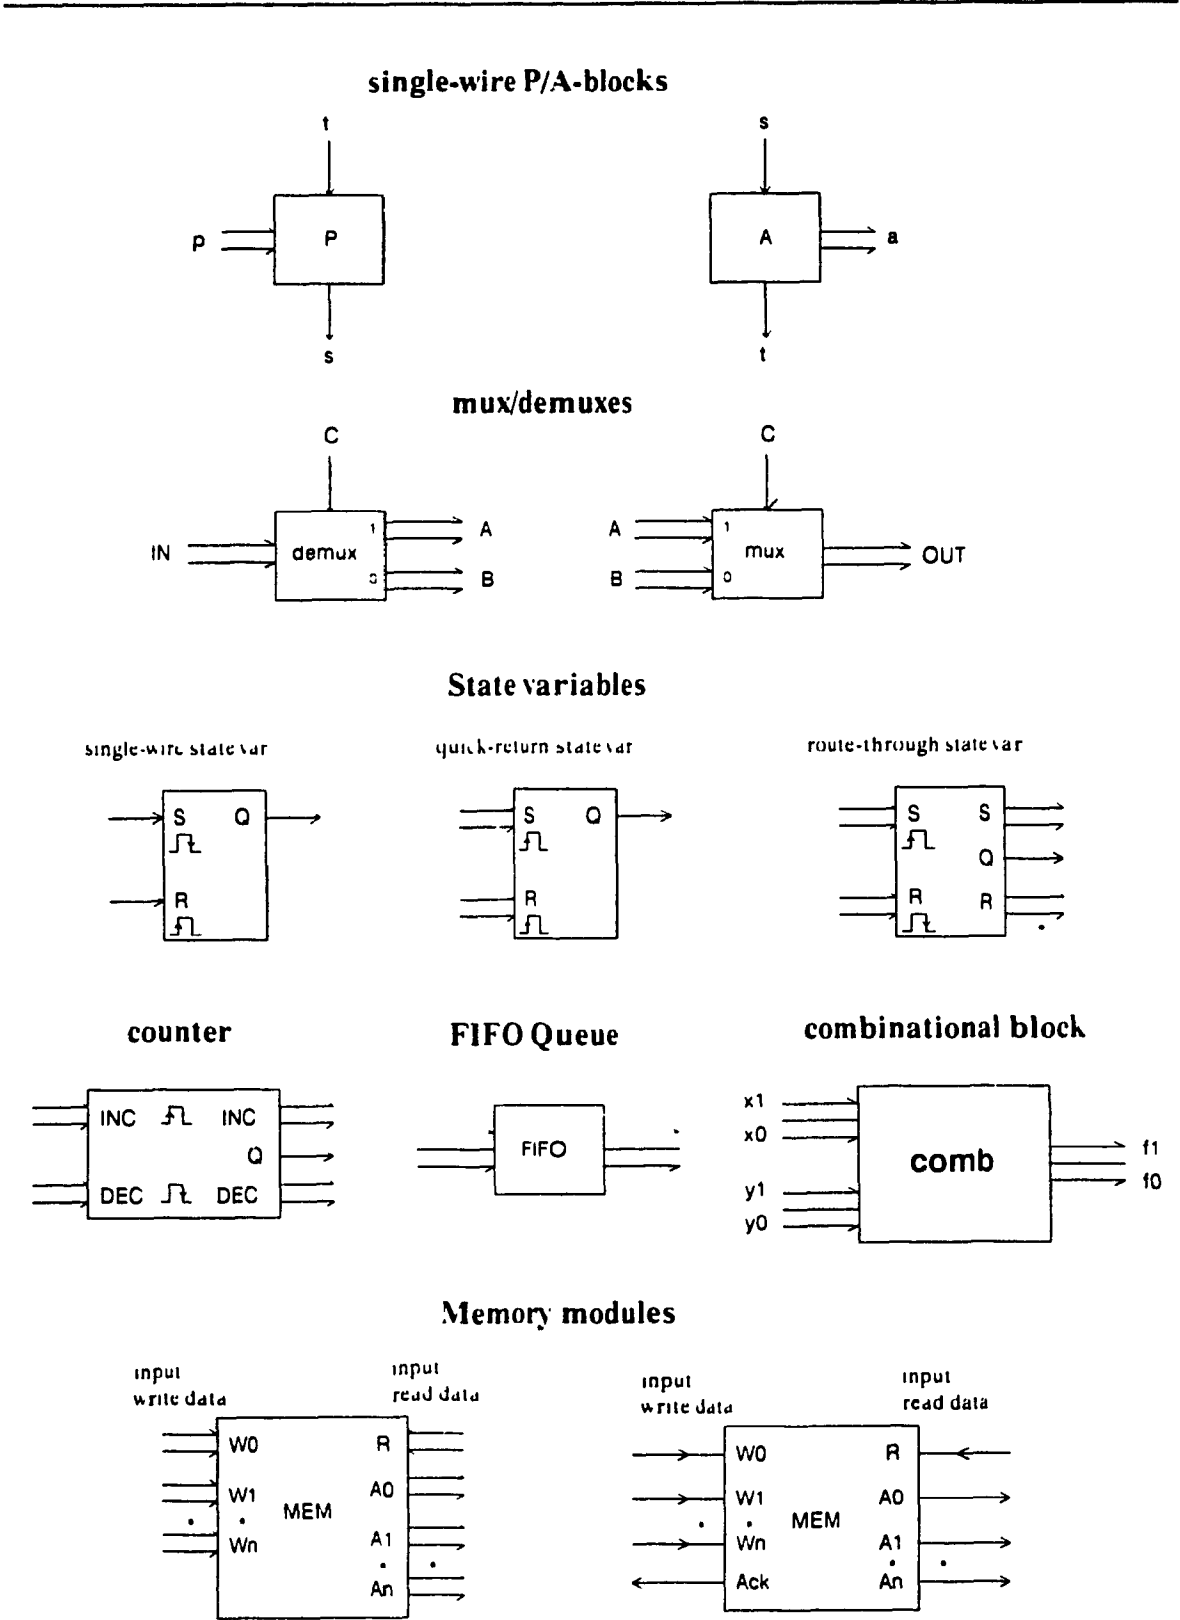 single-wire P/A-blocks
t
s
p
P
A
a
s
t
mux/demuxes
C
C
IN
demux
1
0
A
B
A
B
1
0
mux
OUT
State variables
single-wire state var
quick-return state var
route-through state var
S
Q
R
S
Q
R
S
S
Q
R
R
counter
FIFO Queue
combinational block
INC
INC
Q
DEC
DEC
FIFO
x1
x0
y1
y0
comb
f1
f0
Memory modules
input
write data
input
read data
input
write data
input
read data
W0
R
W1
A0
MEM
Wn
A1
An
W0
R
W1
A0
MEM
Wn
A1
Ack
An